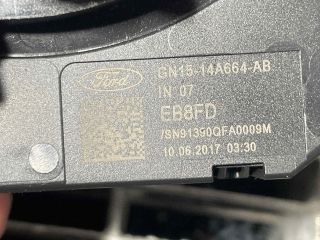 Ford
GN15-14A664-AB
IN 07
EB8FD
/SN91390QFA0009M
10.06.2017 03:30